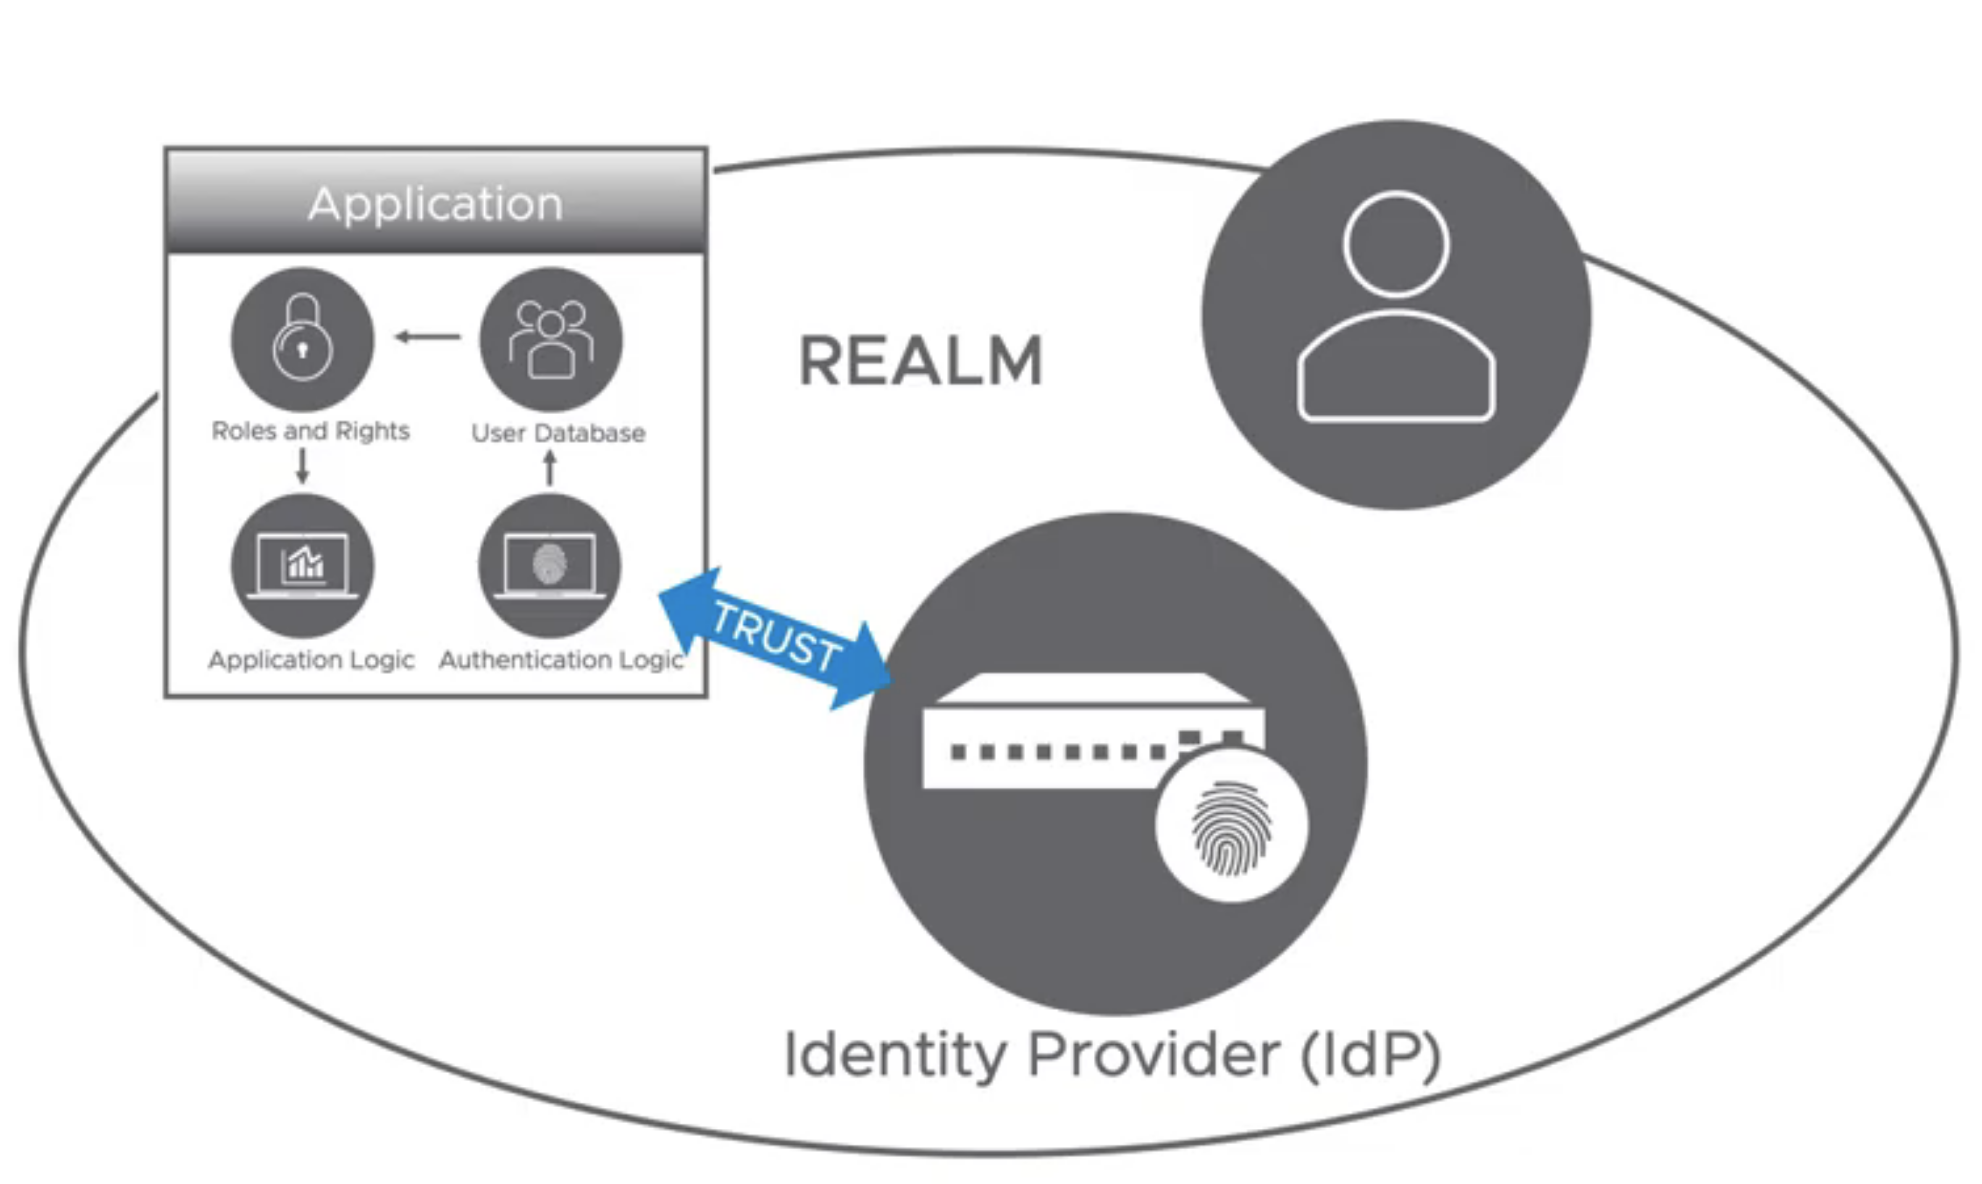 Application
REALM
Roles and Rights
User Database
Application Logic
Authentication Logic
TRUST
Identity Provider (IdP)